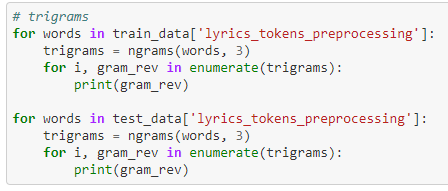 # trigrams
for words in train_data['lyrics_tokens_preprocessing']:
    trigrams = ngrams(words, 3)
    for i, gram_rev in enumerate(trigrams):
        print(gram_rev)

for words in test_data['lyrics_tokens_preprocessing']:
    trigrams = ngrams(words, 3)
    for i, gram_rev in enumerate(trigrams):
        print(gram_rev)